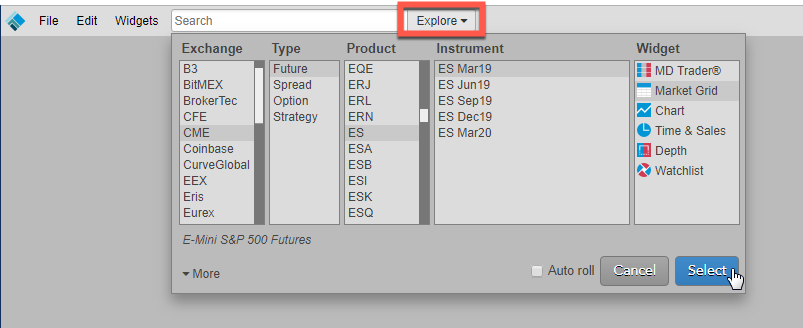 File Edit Widgets Search Explore
Exchange Type Product Instrument Widget
B3 Future EQE ES Mar19 MD Trader®
BitMEX Spread ERJ ES Jun19 Market Grid
BrokerTec Option ERL ES Sep19 Chart
CFE Strategy ERN ES Dec19 Time & Sales
CME ES ES Mar20 Depth
Coinbase ESA Watchlist
CurveGlobal ESB
EEX ESI
Eris ESK
Eurex ESQ
E-Mini S&P 500 Futures
More Auto roll Cancel Select